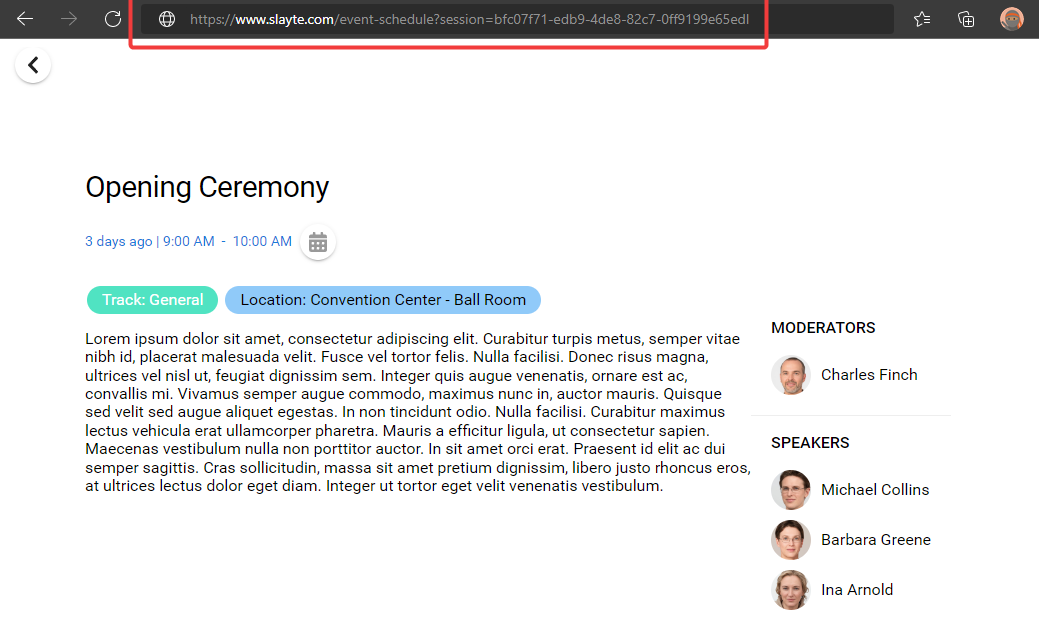 https://www.slayte.com/event-schedule?session=bfc07f71-edb9-4de8-82c7-0ff9199e65edl
Opening Ceremony
3 days ago | 9:00 AM - 10:00 AM
Track: General
Location: Convention Center - Ball Room
Lorem ipsum dolor sit amet, consectetur adipiscing elit. Curabitur turpis metus, semper vitae
nibh id, placerat malesuada velit. Fusce vel tortor felis. Nulla facilisi. Donec risus magna,
ultrices vel nisl ut, feugiat dignissim sem. Integer quis augue venenatis, ornare est ac,
convallis mi. Vivamus semper augue commodo, maximus nunc in, auctor mauris. Quisque
sed velit sed augue aliquet egestas. In non tincidunt odio. Nulla facilisi. Curabitur maximus
lectus vehicula erat ullamcorper pharetra. Mauris a efficitur ligula, ut consectetur sapien.
Maecenas vestibulum nulla non porttitor auctor. In sit amet orci erat. Praesent id elit ac dui
semper sagittis. Cras sollicitudin, massa sit amet pretium dignissim, libero justo rhoncus eros,
at ultrices lectus dolor eget diam. Integer ut tortor eget velit venenatis vestibulum.
MODERATORS
Charles Finch
SPEAKERS
Michael Collins
Barbara Greene
Ina Arnold